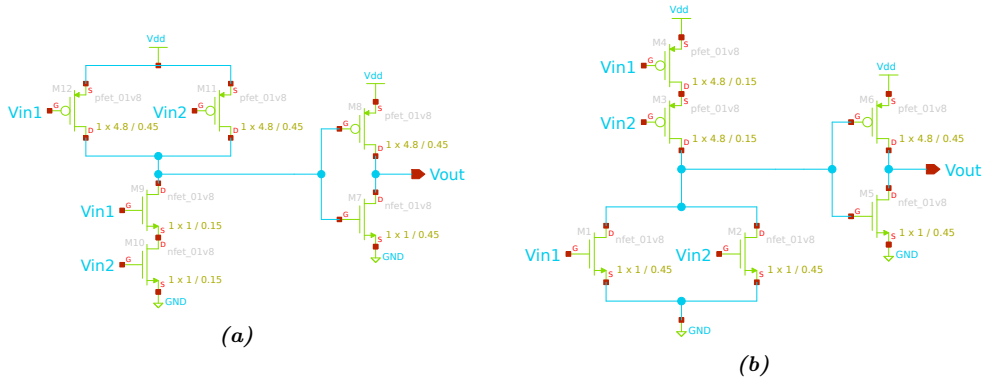 Vdd
M12
S
pfet_01v8
Vin1
G
1 x 4.8 / 0.45
D
M11
S
pfet_01v8
Vin2
G
1 x 4.8 / 0.45
D
Vdd
M8
S
pfet_01v8
G
1 x 4.8 / 0.45
D
Vout
M9
D
nfet_01v8
Vin1
G
1 x 1 / 0.15
S
M10
D
nfet_01v8
Vin2
G
1 x 1 / 0.15
S
GND
M7
D
nfet_01v8
G
1 x 1 / 0.45
S
GND
(a)
Vdd
M4
S
pfet_01v8
Vin1
G
1 x 4.8 / 0.15
D
M3
S
pfet_01v8
Vin2
G
1 x 4.8 / 0.15
D
Vdd
M6
S
pfet_01v8
G
1 x 4.8 / 0.45
D
Vout
M1
D
nfet_01v8
Vin1
G
1 x 1 / 0.45
S
M2
D
nfet_01v8
Vin2
G
1 x 1 / 0.45
S
GND
M5
D
nfet_01v8
G
1 x 1 / 0.45
S
GND
(b)